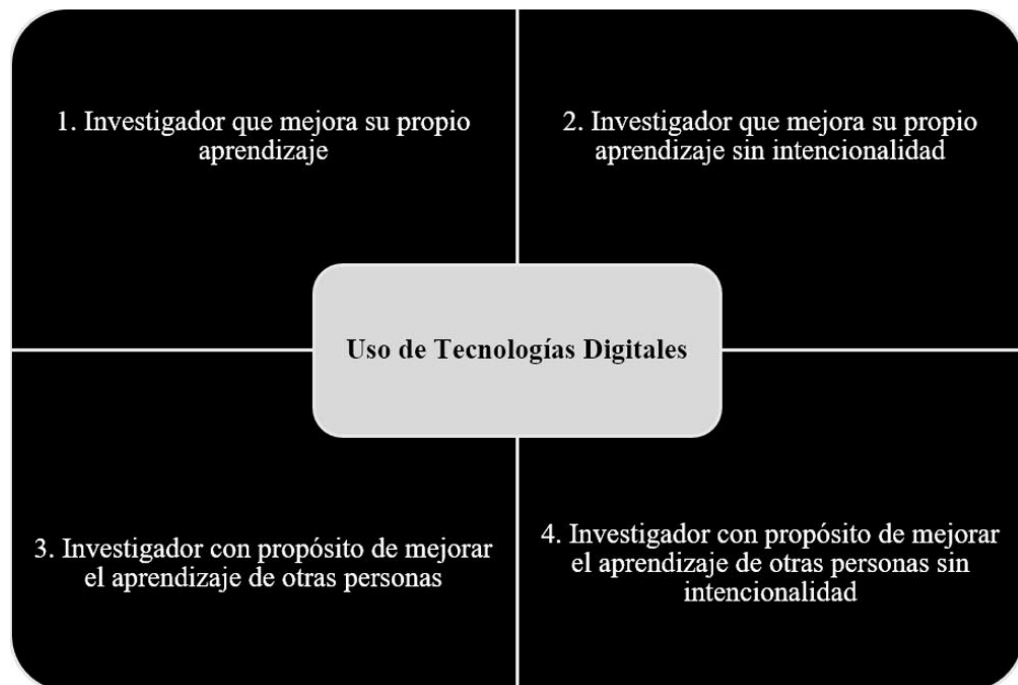 1. Investigador que mejora su propio
aprendizaje
2. Investigador que mejora su propio
aprendizaje sin intencionalidad
Uso de Tecnologías Digitales
3. Investigador con propósito de mejorar
el aprendizaje de otras personas
4. Investigador con propósito de mejorar
el aprendizaje de otras personas sin
intencionalidad